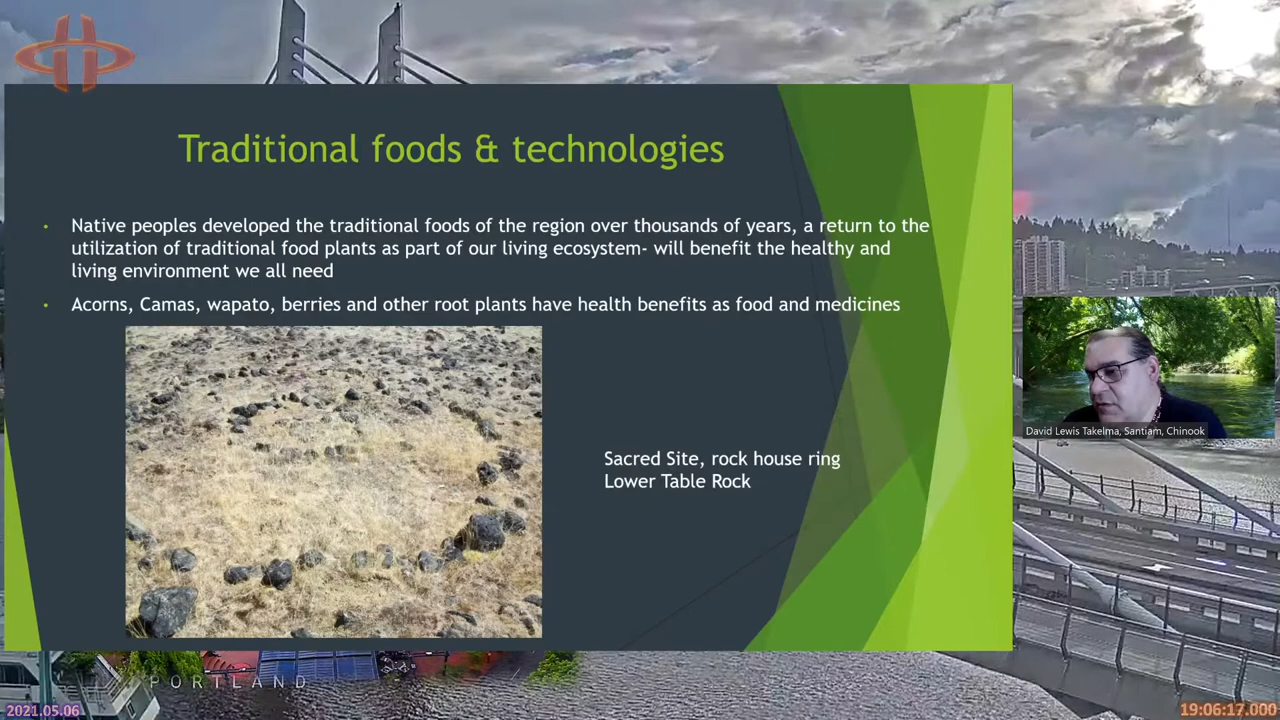 Traditional foods & technologies
Native peoples developed the traditional foods of the region over thousands of years, a return to the
utilization of traditional food plants as part of our living ecosystem- will benefit the healthy and
living environment we all need
Acorns, Camas, wapato, berries and other root plants have health benefits as food and medicines
Sacred Site, rock house ring
Lower Table Rock
David Lewis Takelma, Santiam, Chinook
PORTLAND
2021.05.06
19:06:17.000